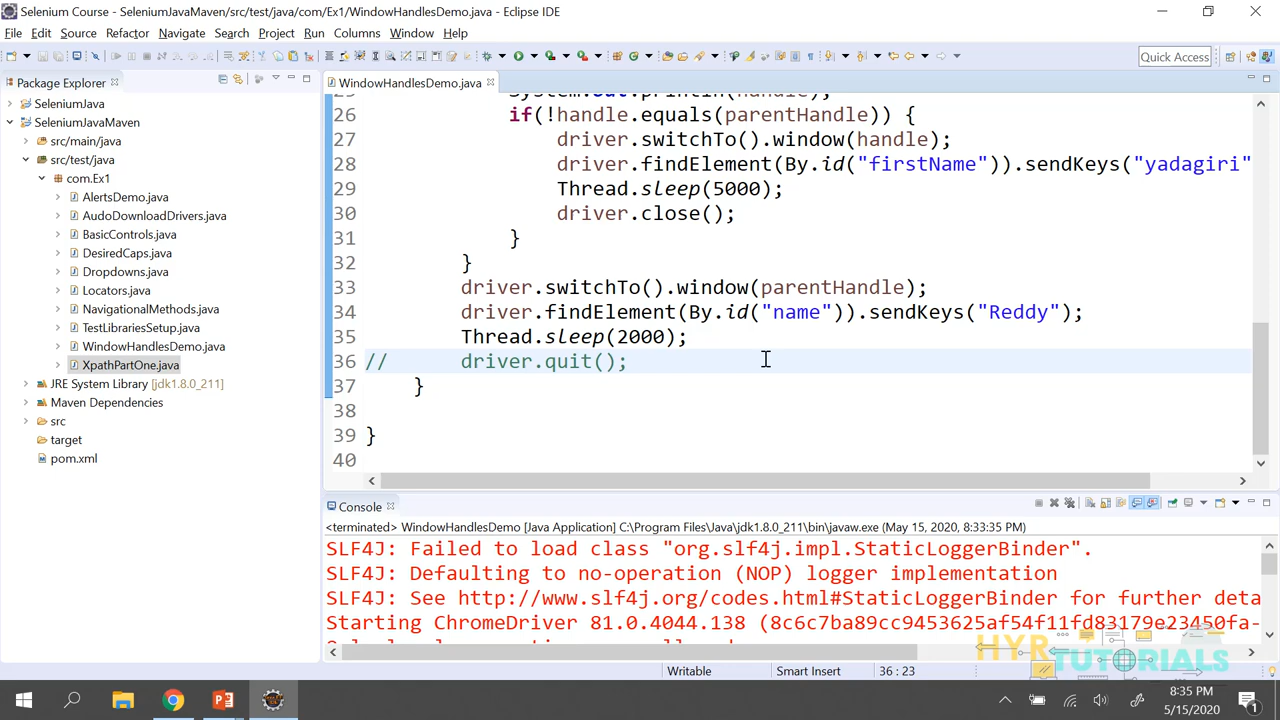 Selenium Course - SeleniumJavaMaven/src/test/java/com/Ex1/WindowHandlesDemo.java - Eclipse IDE
File Edit Source Refactor Navigate Search Project Run Columns Window Help
Quick Access
Package Explorer
SeleniumJava
SeleniumJavaMaven
src/main/java
src/test/java
com.Ex1
AlertsDemo.java
AudoDownloadDrivers.java
BasicControls.java
DesiredCaps.java
Dropdowns.java
Locators.java
NavigationalMethods.java
TestLibrariesSetup.java
WindowHandlesDemo.java
XpathPartOne.java
JRE System Library [jdk1.8.0_211]
Maven Dependencies
src
target
pom.xml
WindowHandlesDemo.java
25 System.out.println(handle);
26 if(!handle.equals(parentHandle)) {
27 driver.switchTo().window(handle);
28 driver.findElement(By.id("firstName")).sendKeys("yadagiri"
29 Thread.sleep(5000);
30 driver.close();
31 }
32 }
33 driver.switchTo().window(parentHandle);
34 driver.findElement(By.id("name")).sendKeys("Reddy");
35 Thread.sleep(2000);
36 // driver.quit();
37 }
38
39 }
40
Console
<terminated> WindowHandlesDemo [Java Application] C:\Program Files\Java\jdk1.8.0_211\bin\javaw.exe (May 15, 2020, 8:33:35 PM)
SLF4J: Failed to load class "org.slf4j.impl.StaticLoggerBinder".
SLF4J: Defaulting to no-operation (NOP) logger implementation
SLF4J: See http://www.slf4j.org/codes.html#StaticLoggerBinder for further deta
Starting ChromeDriver 81.0.4044.138 (8c6c7ba89cc9453625af54f11fd83179e23450fa-
HYR TUTORIALS
Writable Smart Insert 36 : 23
8:35 PM
5/15/2020
1